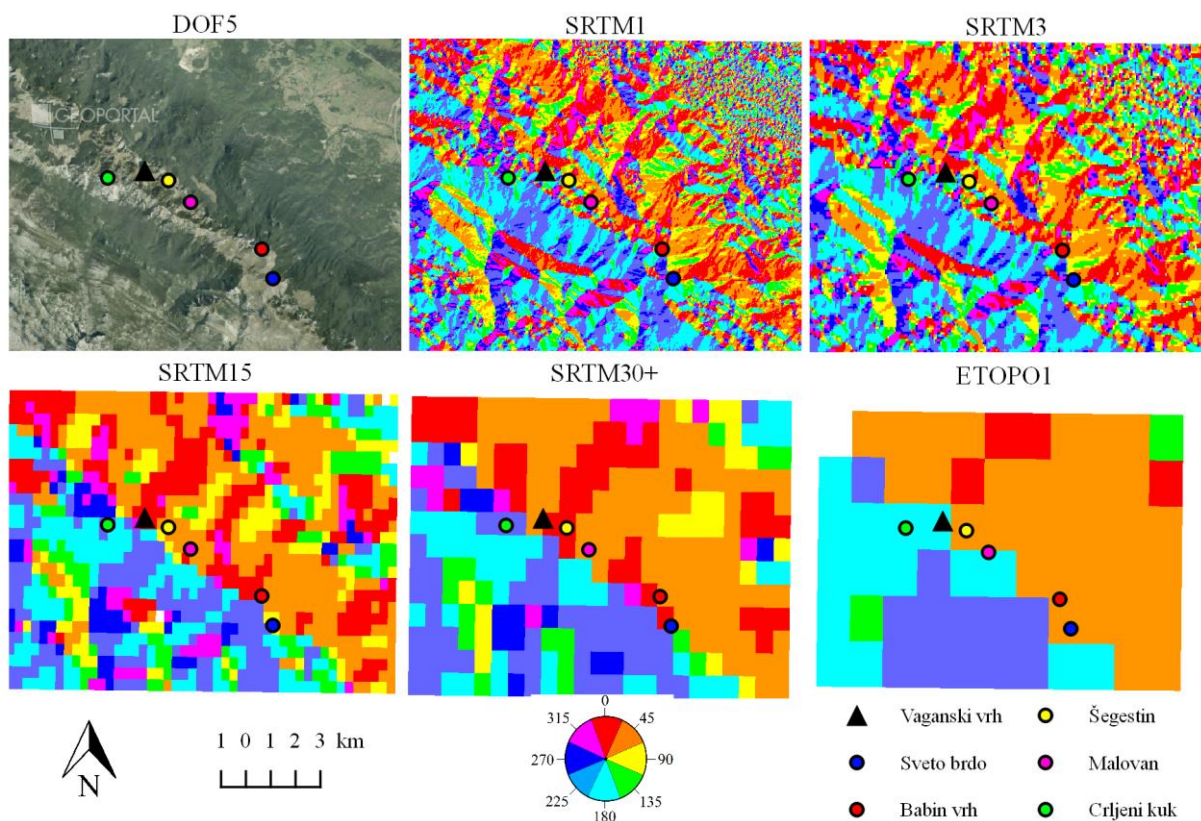 DOF5
SRTM1
SRTM3
GEOPORTAL
SRTM15
SRTM30+
ETOPO1
1 0 1 2 3 km
N
0
45
90
135
180
225
270
315
Vaganski vrh
Šegestin
Sveto brdo
Malovan
Babin vrh
Crljeni kuk